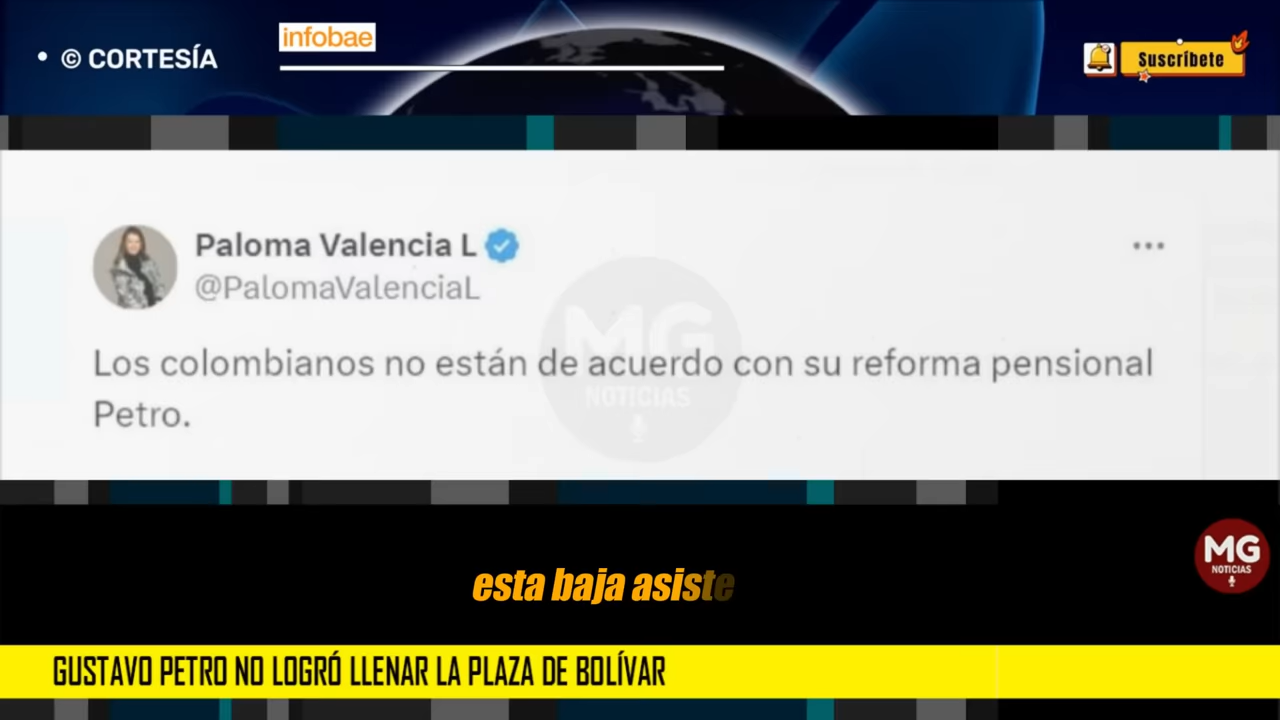 • © CORTESÍA
infobae
Suscríbete
Paloma Valencia L
@PalomaValenciaL
Los colombianos no están de acuerdo con su reforma pensional
Petro.
MG
NOTICIAS
esta baja asiste
MG
NOTICIAS
GUSTAVO PETRO NO LOGRÓ LLENAR LA PLAZA DE BOLÍVAR